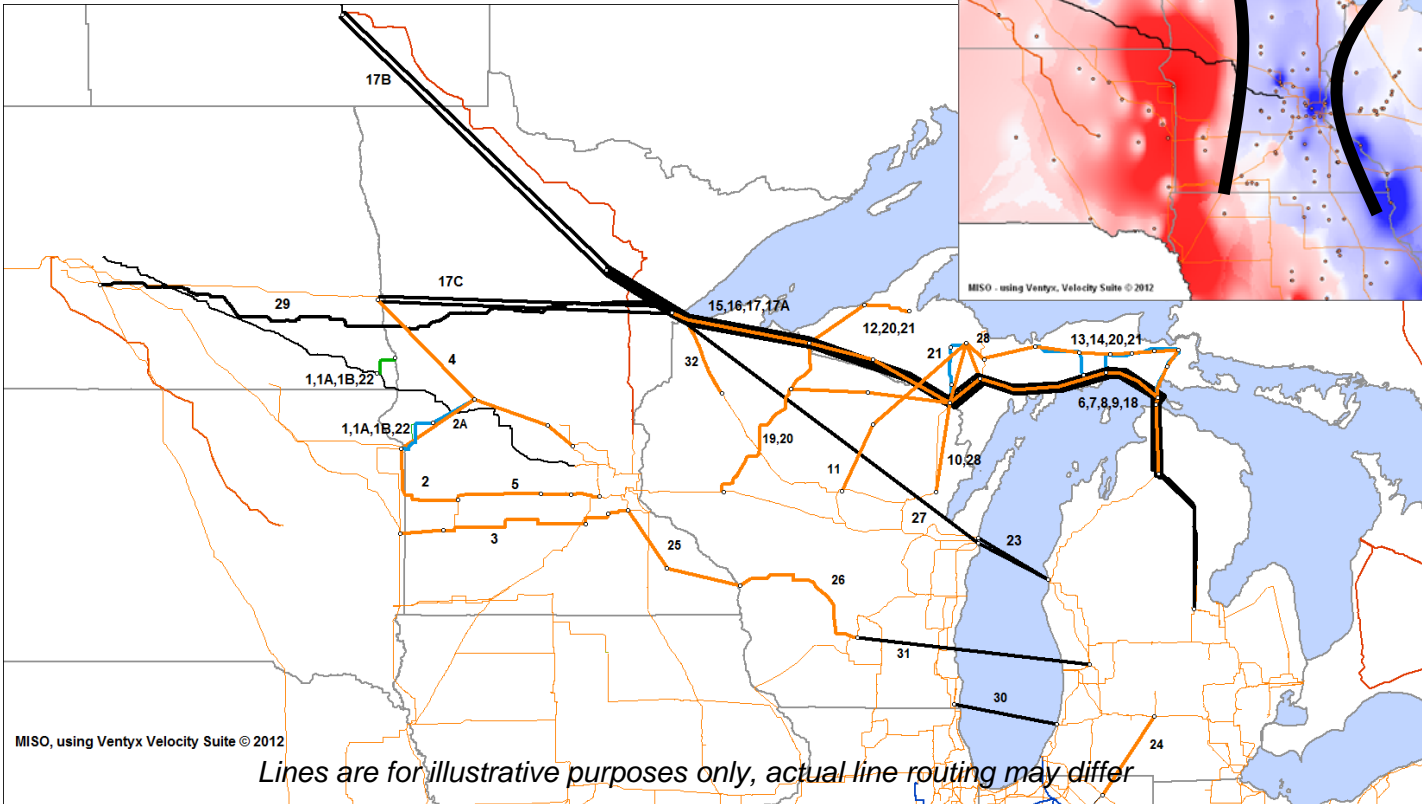 17B
MISO - using Ventyx, Velocity Suite © 2012
17C
29
15,16,17,17A
12,20,21
28
13,14,20,21
21
32
4
1,1A,1B,22
6,7,8,9,18
1,1A,1B,22
2A
19,20
10,28
11
2
5
27
3
23
25
26
31
30
MISO, using Ventyx Velocity Suite © 2012
24
Lines are for illustrative purposes only, actual line routing may differ